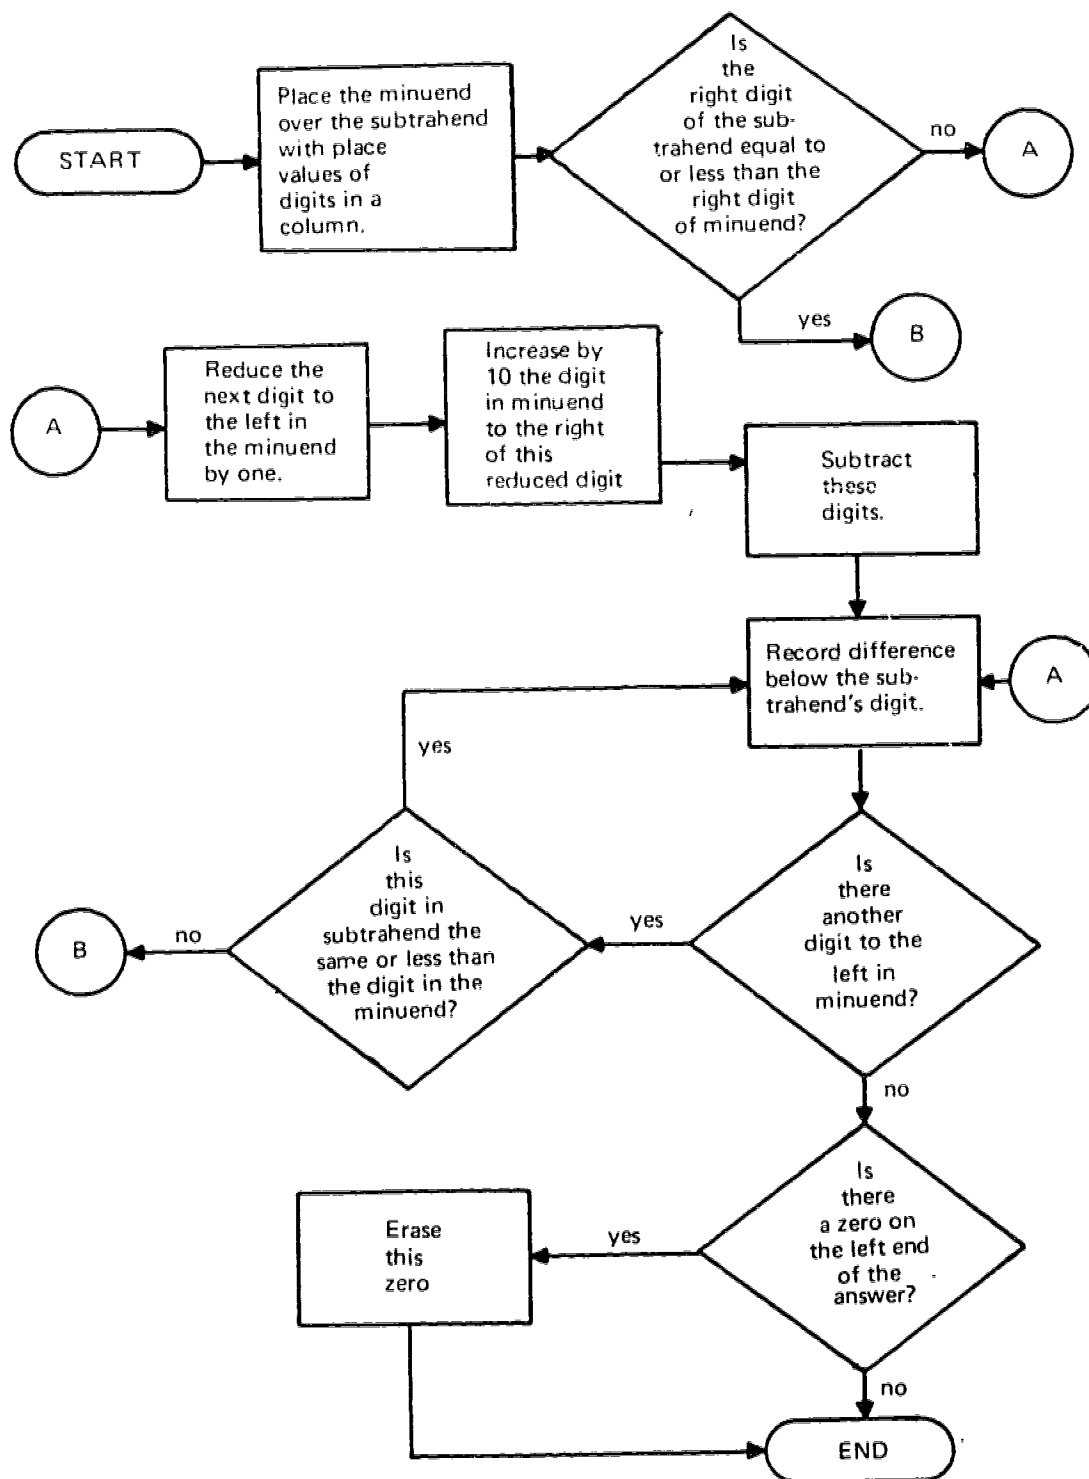 START
Place the minuend
over the subtrahend
with place
values of
digits in a
column.
Is
the
right digit
of the sub-
trahend equal to
or less than the
right digit
of minuend?
no
A
yes
B
A
Reduce the
next digit to
the left in
the minuend
by one.
Increase by
10 the digit
in minuend
to the right
of this
reduced digit
Subtract
these
digits.
Record difference
below the sub-
trahend's digit.
A
yes
Is
this
digit in
subtrahend the
same or less than
the digit in the
minuend?
no
B
yes
Is
there
another
digit to the
left in
minuend?
no
Is
there
a zero on
the left end
of the
answer?
yes
Erase
this
zero
no
END